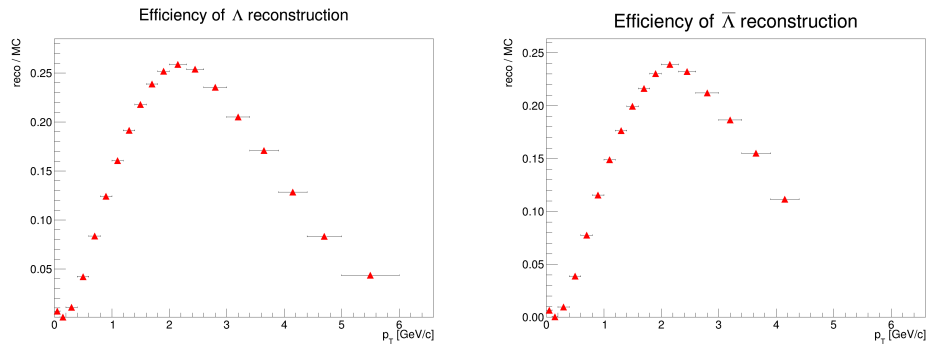 Efficiency of Λ reconstruction
reco / MC
0.25
0.20
0.15
0.10
0.05
0 1 2 3 4 5 6
p_T [GeV/c]
Efficiency of Λ̅ reconstruction
reco / MC
0.25
0.20
0.15
0.10
0.05
0.00
0 1 2 3 4 5 6
p_T [GeV/c]